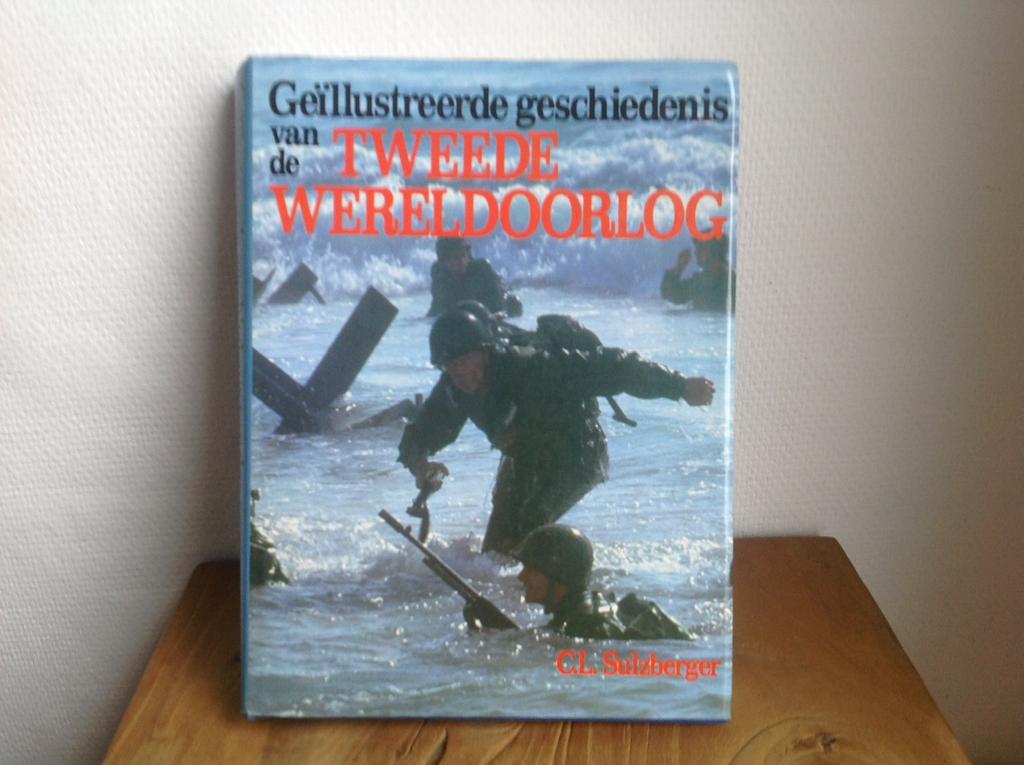 Geïllustreerde geschiedenis
van
de TWEEDE
WERELDOORLOG
C.L. Sulzberger